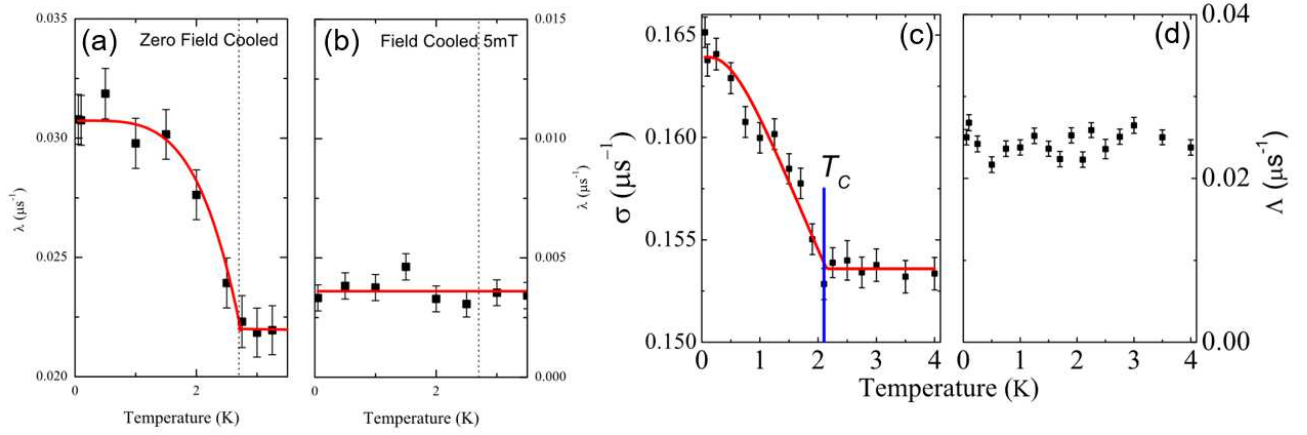 (a) Zero Field Cooled
0.035
0.030
0.025
0.020
λ (μs⁻¹)
0 2
Temperature (K)
(b) Field Cooled 5mT
0.015
0.010
0.005
0.000
λ (μs⁻¹)
0 2
Temperature (K)
(c)
0.165
0.160
0.155
0.150
σ (μs⁻¹)
T_C
0 1 2 3 4
Temperature (K)
(d)
0.04
0.02
0.00
Λ (μs⁻¹)
0 1 2 3 4